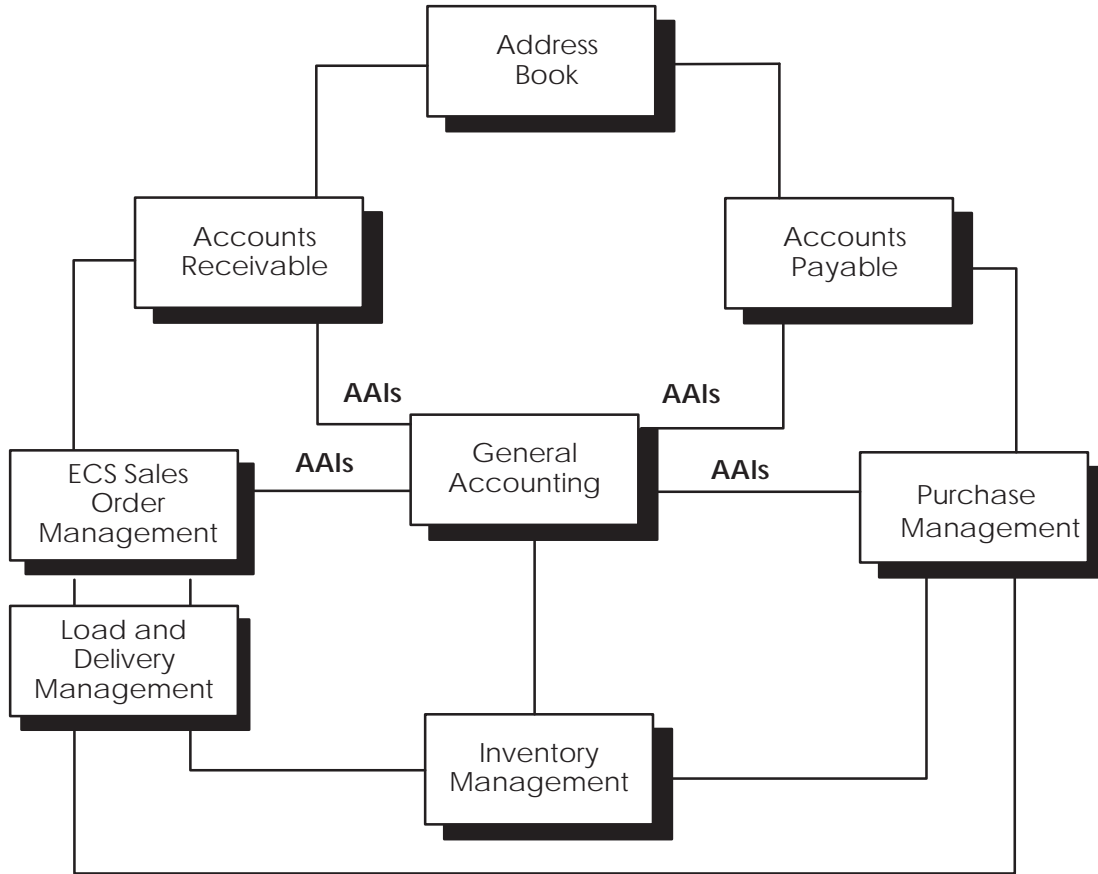 Address
Book
Accounts
Receivable
Accounts
Payable
AAIs
AAIs
General
Accounting
ECS Sales
Order
Management
AAIs
AAIs
Purchase
Management
Load and
Delivery
Management
Inventory
Management